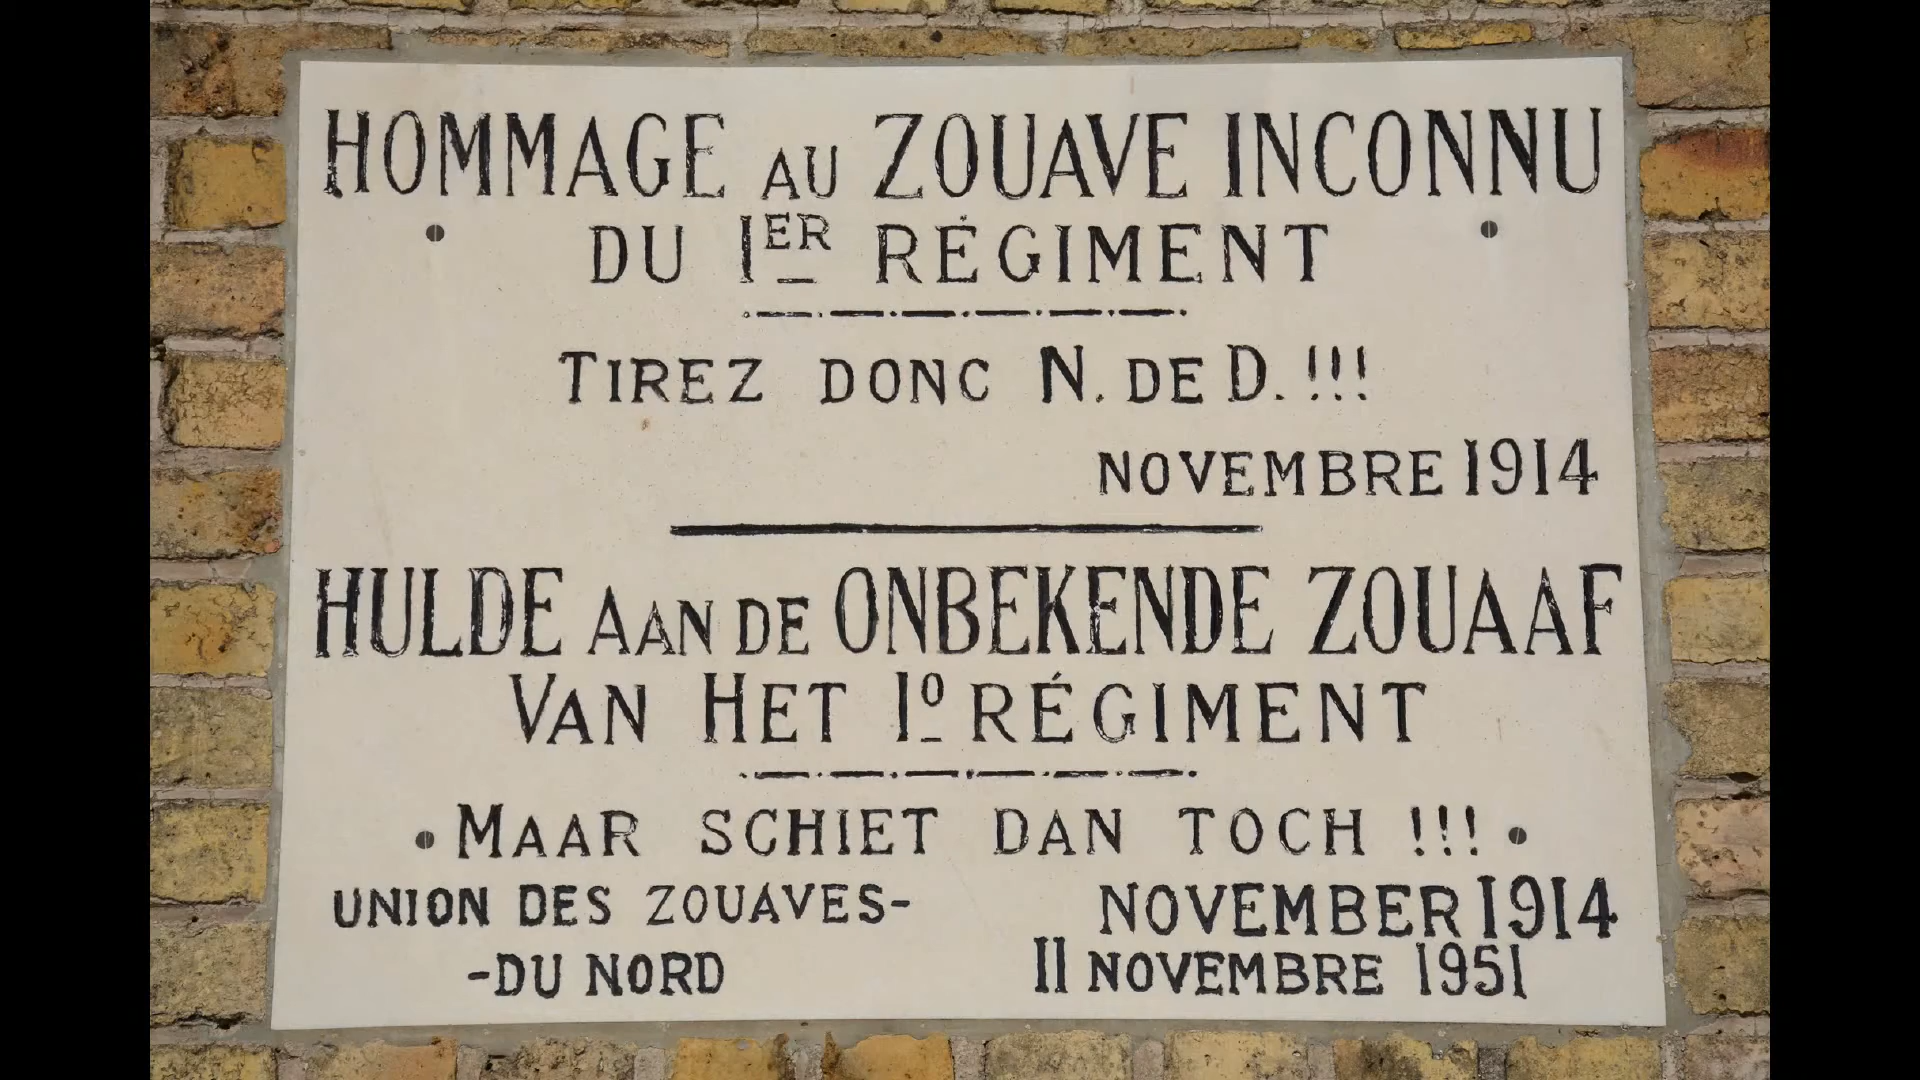 HOMMAGE AU ZOUAVE INCONNU
DU 1ER RÉGIMENT
TIREZ DONC N. DE D. !!!
NOVEMBRE 1914
HULDE AAN DE ONBEKENDE ZOUAAF
VAN HET 1º RÉGIMENT
MAAR SCHIET DAN TOCH !!!
UNION DES ZOUAVES- NOVEMBER 1914
-DU NORD 11 NOVEMBRE 1951